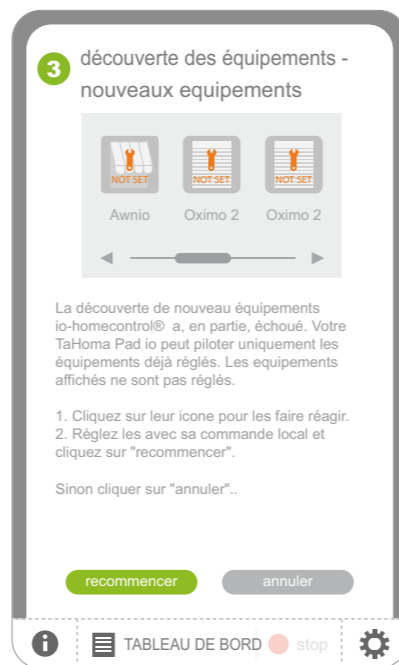 3
découverte des équipements -
nouveaux equipements
NOT SET NOT SET NOT SET
Awnio Oximo 2 Oximo 2
La découverte de nouveau équipements
io-homecontrol® a, en partie, échoué. Votre
TaHoma Pad io peut piloter uniquement les
équipements déjà réglés. Les equipements
affichés ne sont pas réglés.
1. Cliquez sur leur icone pour les faire réagir.
2. Réglez les avec sa commande local et
cliquez sur "recommencer".
Sinon cliquer sur "annuler"..
recommencer annuler
i TABLEAU DE BORD stop